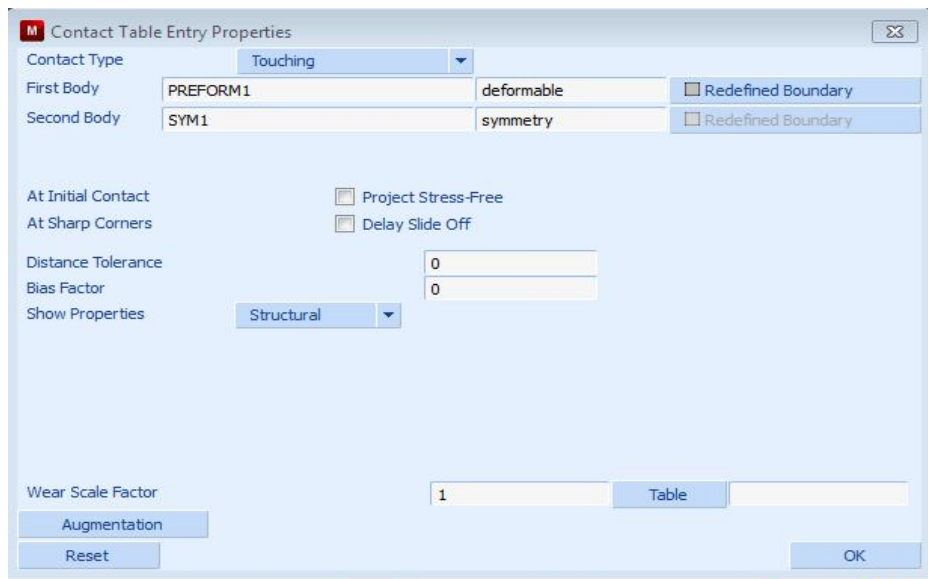 M Contact Table Entry Properties
Contact Type Touching
First Body PREFORM1 deformable Redefined Boundary
Second Body SYM1 symmetry Redefined Boundary
At Initial Contact Project Stress-Free
At Sharp Corners Delay Slide Off
Distance Tolerance 0
Bias Factor 0
Show Properties Structural
Wear Scale Factor 1 Table
Augmentation
Reset OK